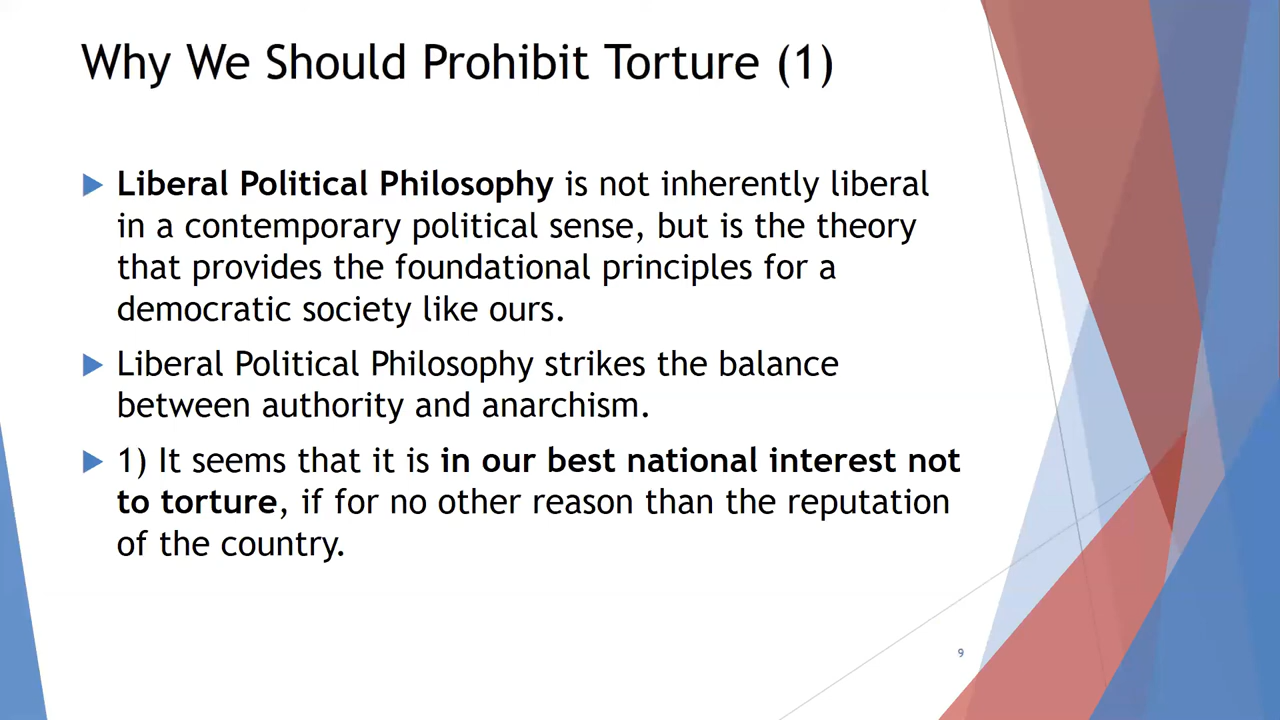 Why We Should Prohibit Torture (1)
Liberal Political Philosophy is not inherently liberal
in a contemporary political sense, but is the theory
that provides the foundational principles for a
democratic society like ours.
Liberal Political Philosophy strikes the balance
between authority and anarchism.
1) It seems that it is in our best national interest not
to torture, if for no other reason than the reputation
of the country.
9